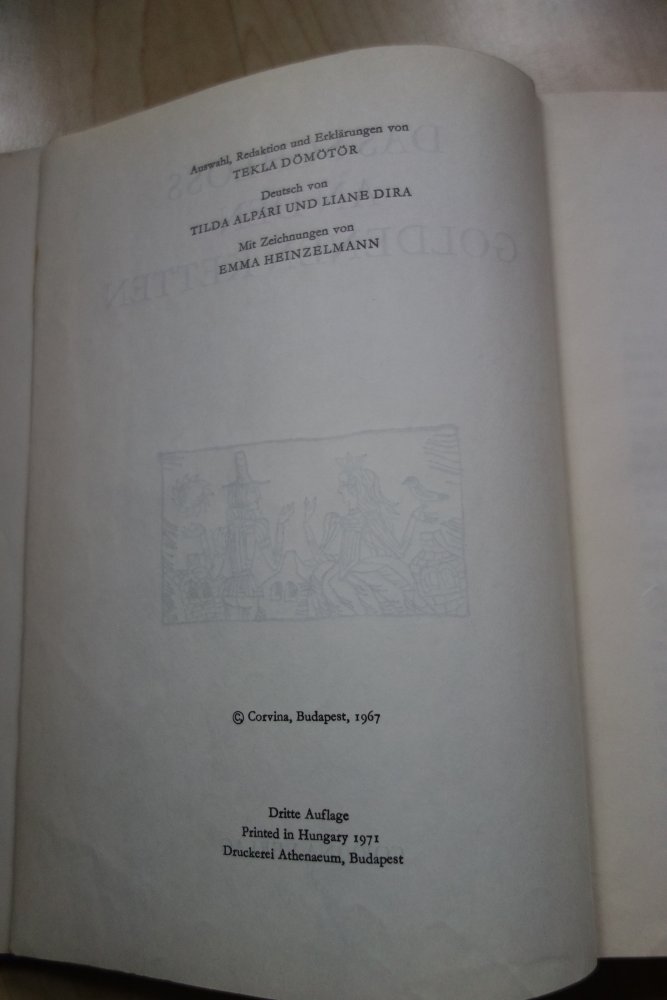 Auswahl, Redaktion und Erklärungen von
TEKLA DÖMÖTÖR
Deutsch von
TILDA ALPÁRI UND LIANE DIRA
Mit Zeichnungen von
EMMA HEINZELMANN
© Corvina, Budapest, 1967
Dritte Auflage
Printed in Hungary 1971
Druckerei Athenaeum, Budapest